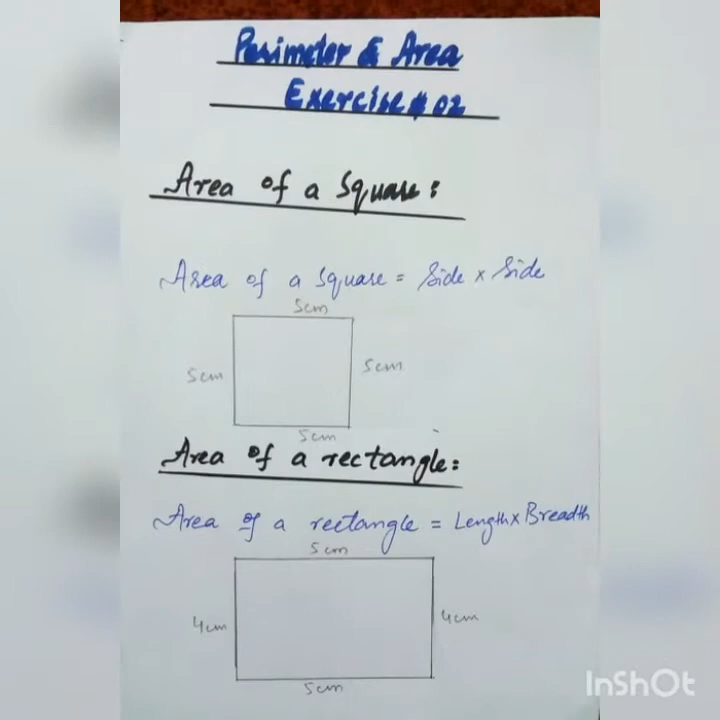 Perimeter & Area
Exercise # 02
Area of a Square:
Area of a square = Side x Side
5cm
5cm
5cm
5cm
Area of a rectangle:
Area of a rectangle = Length x Breadth
5cm
4cm
4cm
5cm
InShOt